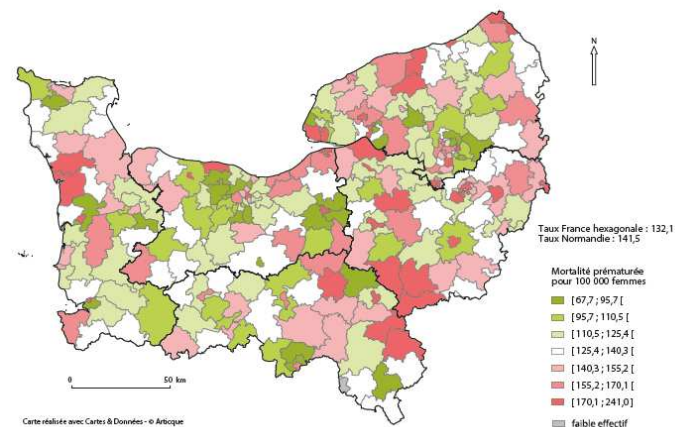 N
Taux France hexagonale : 132,1
Taux Normandie : 141,5
Mortalité prématurée
pour 100 000 femmes
[67,7 ; 95,7 [
[95,7 ; 110,5 [
[110,5 ; 125,4 [
[125,4 ; 140,3 [
[140,3 ; 155,2 [
[155,2 ; 170,1 [
[170,1 ; 241,0 ]
faible effectif
0 50 km
Carte réalisée avec Cartes & Données - © Articque